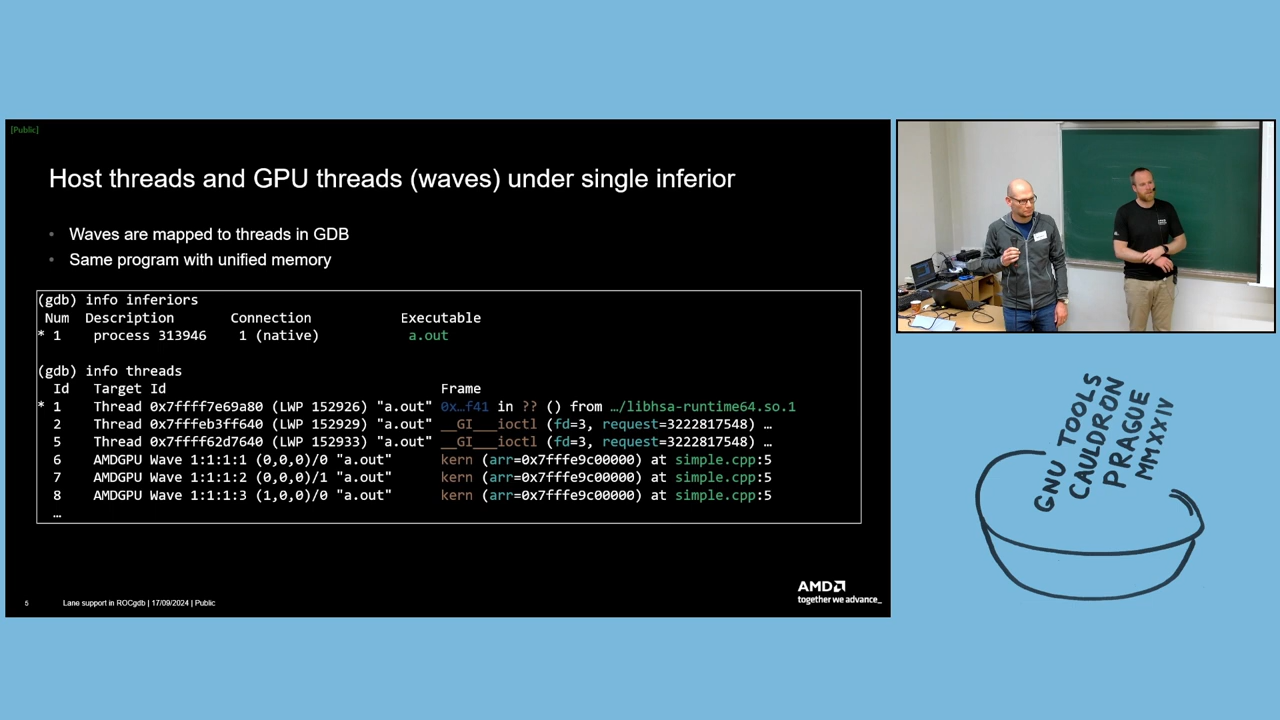 [Public]
Host threads and GPU threads (waves) under single inferior
• Waves are mapped to threads in GDB
• Same program with unified memory
(gdb) info inferiors
Num Description Connection Executable
* 1 process 313946 1 (native) a.out
(gdb) info threads
Id Target Id Frame
* 1 Thread 0x7ffff7e69a80 (LWP 152926) "a.out" 0x…f41 in ?? () from …/libhsa-runtime64.so.1
2 Thread 0x7fffeb3ff640 (LWP 152929) "a.out" __GI___ioctl (fd=3, request=3222817548) …
5 Thread 0x7ffff62d7640 (LWP 152933) "a.out" __GI___ioctl (fd=3, request=3222817548) …
6 AMDGPU Wave 1:1:1:1 (0,0,0)/0 "a.out" kern (arr=0x7fffe9c00000) at simple.cpp:5
7 AMDGPU Wave 1:1:1:2 (0,0,0)/1 "a.out" kern (arr=0x7fffe9c00000) at simple.cpp:5
8 AMDGPU Wave 1:1:1:3 (1,0,0)/0 "a.out" kern (arr=0x7fffe9c00000) at simple.cpp:5
…
5 Lane support in ROCgdb | 17/09/2024 | Public
AMD
together we advance_
GNU TOOLS
CAULDRON
PRAGUE
MMXXIV